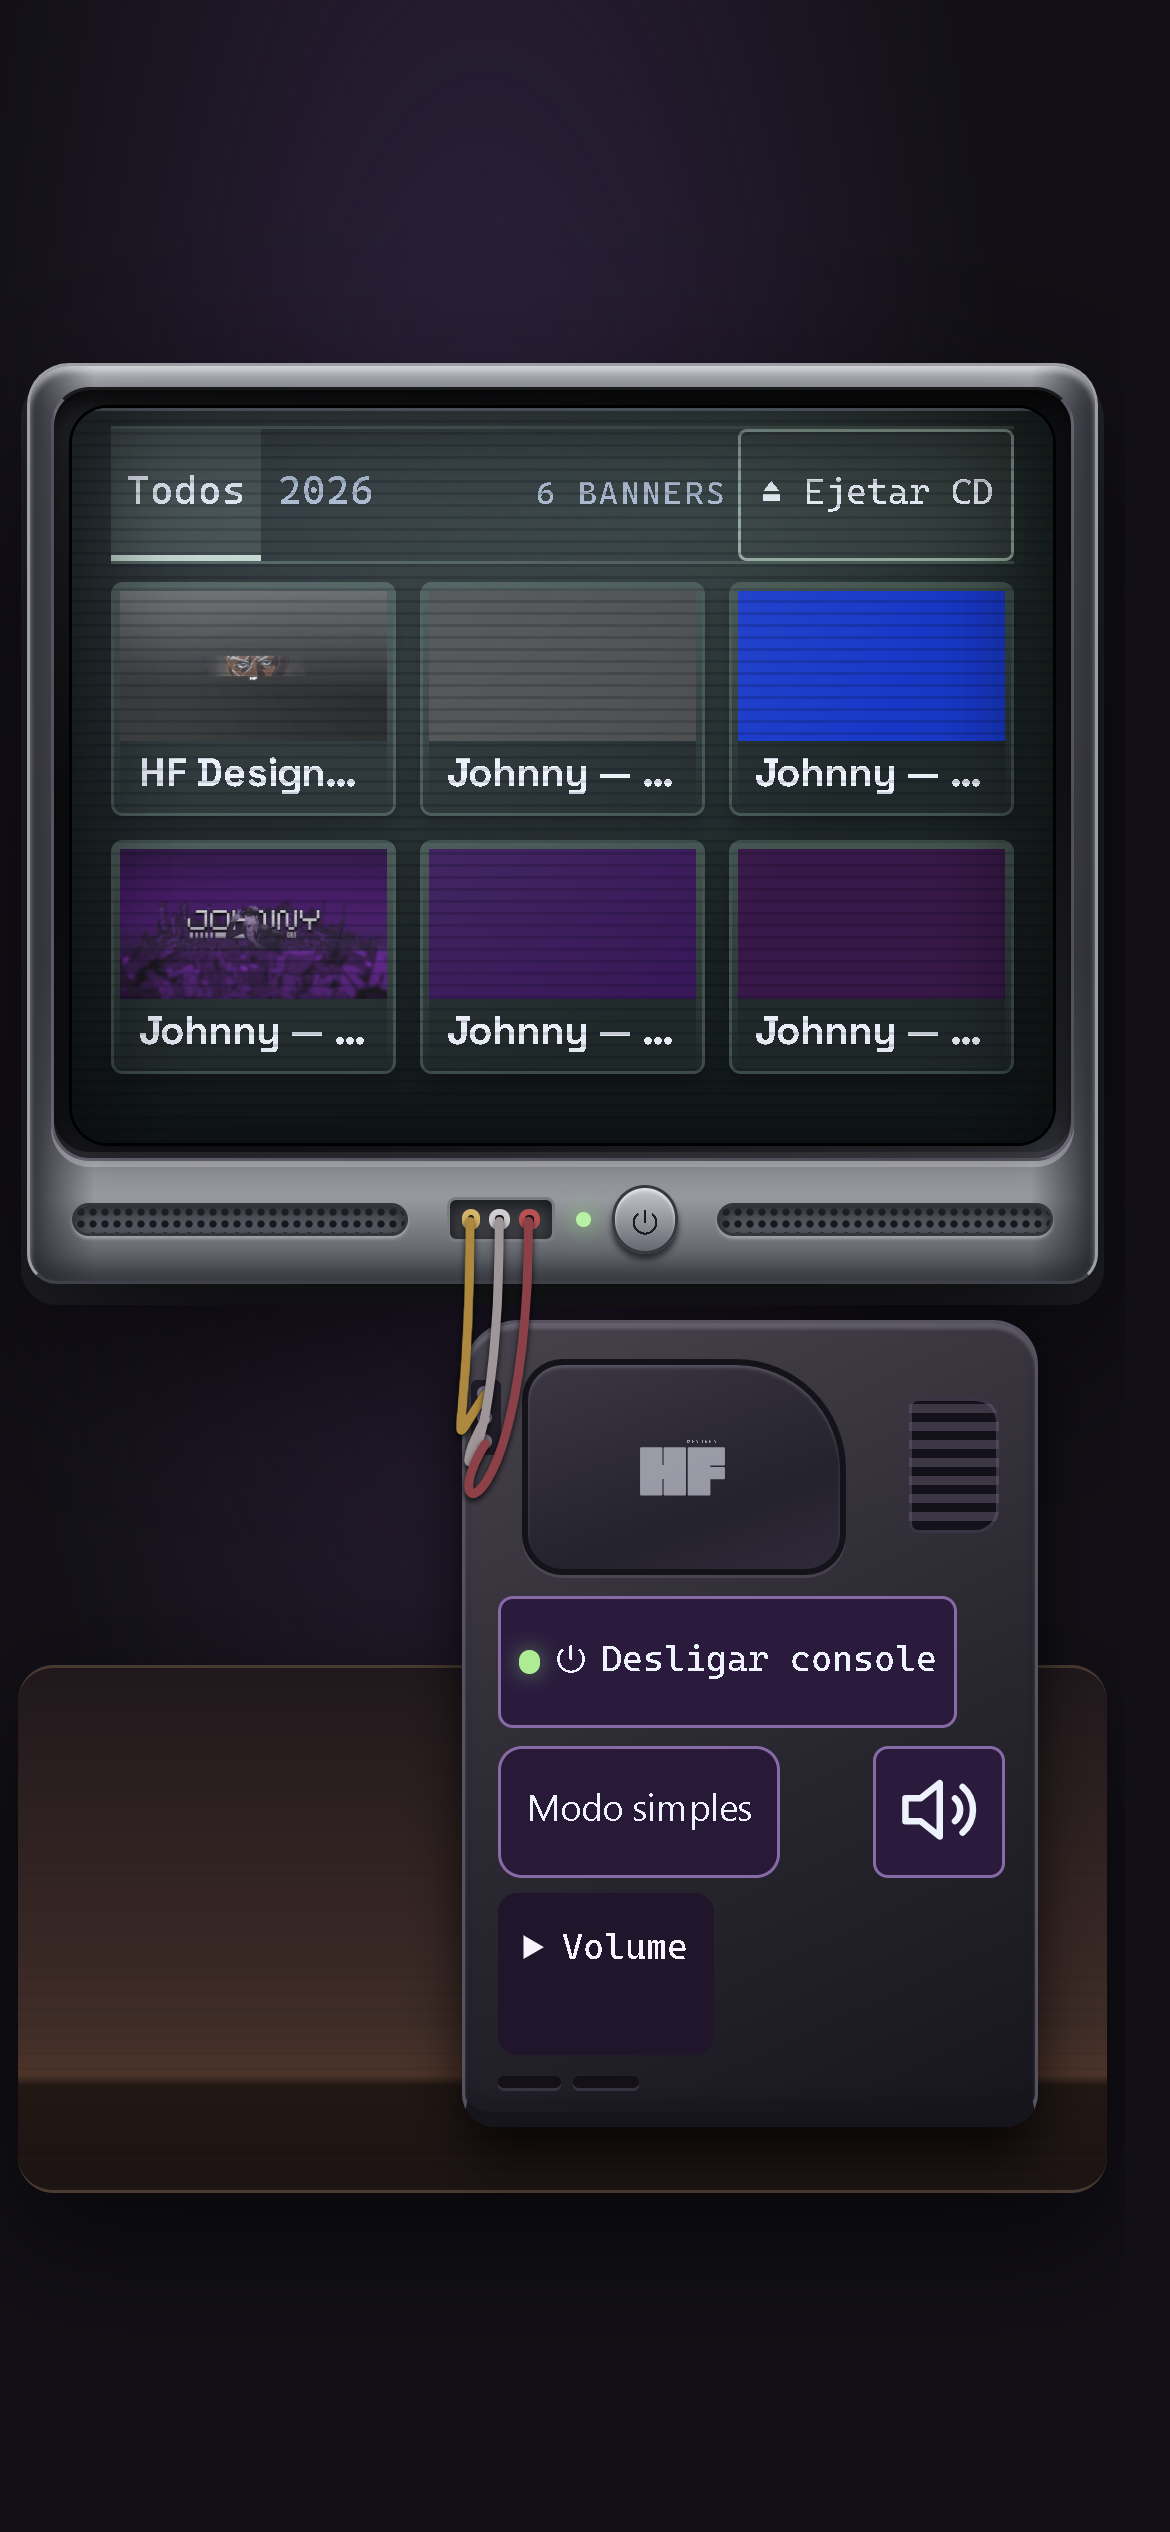 Todos 2026 6 BANNERS ⏏ Ejetar CD
HF Design... Johnny — ... Johnny — ...
JOHNNY
Johnny — ... Johnny — ... Johnny — ...
HF
Desligar console
Modo simples
▶ Volume